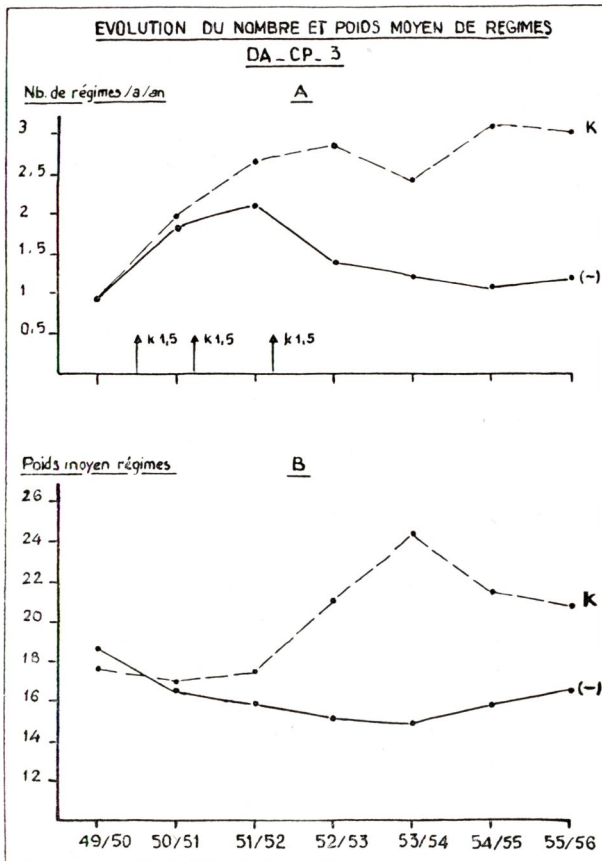 EVOLUTION DU NOMBRE ET POIDS MOYEN DE REGIMES
DA_CP_3
Nb. de régimes/a/an
A
3
2,5
2
1,5
1
0,5
K
(-)
k 1,5
k 1,5
k 1,5
Poids moyen régimes
B
26
24
22
20
18
16
14
12
K
(-)
49/50 50/51 51/52 52/53 53/54 54/55 55/56